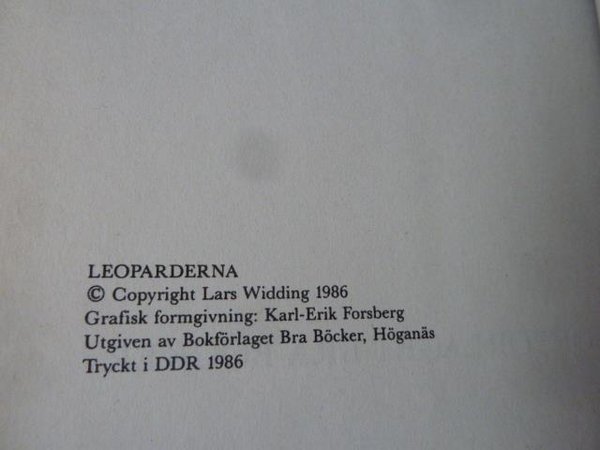 LEOPARDERNA
© Copyright Lars Widding 1986
Grafisk formgivning: Karl-Erik Forsberg
Utgiven av Bokförlaget Bra Böcker, Höganäs
Tryckt i DDR 1986